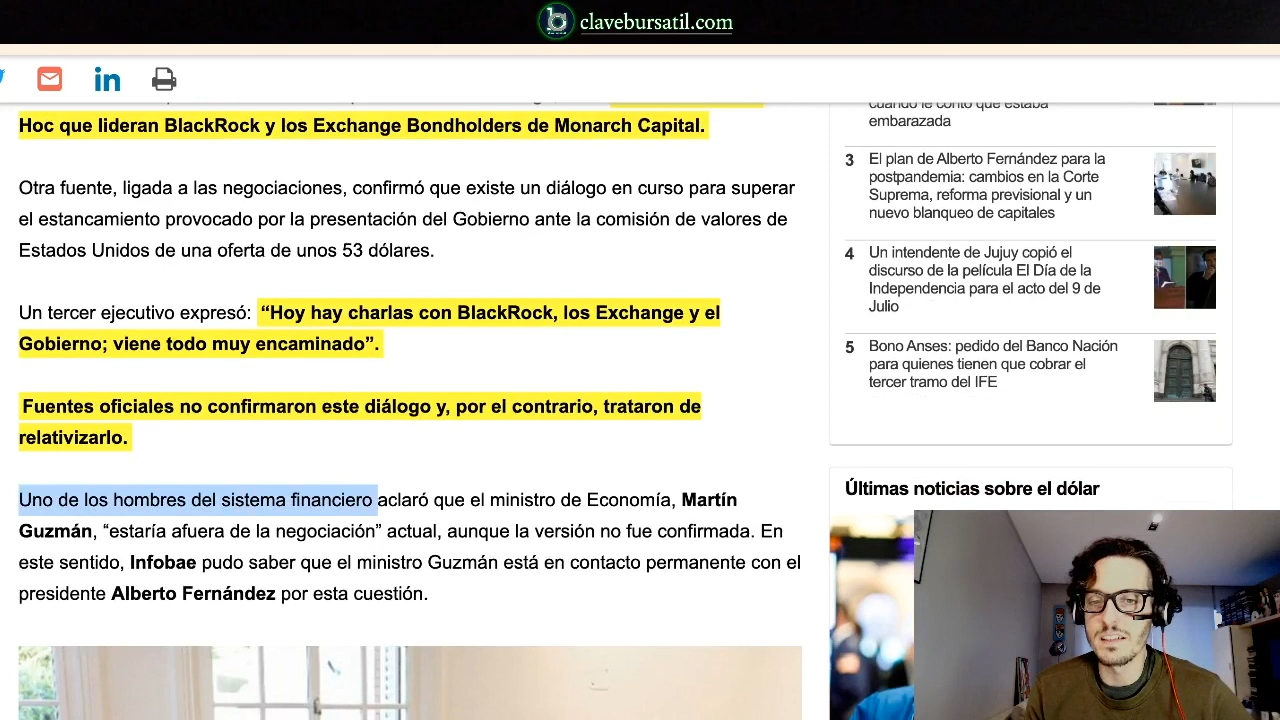 clavebursatil.com
Hoc que lideran BlackRock y los Exchange Bondholders de Monarch Capital.
Otra fuente, ligada a las negociaciones, confirmó que existe un diálogo en curso para superar
el estancamiento provocado por la presentación del Gobierno ante la comisión de valores de
Estados Unidos de una oferta de unos 53 dólares.
Un tercer ejecutivo expresó: “Hoy hay charlas con BlackRock, los Exchange y el
Gobierno; viene todo muy encaminado”.
Fuentes oficiales no confirmaron este diálogo y, por el contrario, trataron de
relativizarlo.
Uno de los hombres del sistema financiero aclaró que el ministro de Economía, Martín
Guzmán, “estaría afuera de la negociación” actual, aunque la versión no fue confirmada. En
este sentido, Infobae pudo saber que el ministro Guzmán está en contacto permanente con el
presidente Alberto Fernández por esta cuestión.
cuando le contó que estaba
embarazada
3 El plan de Alberto Fernández para la
postpandemia: cambios en la Corte
Suprema, reforma previsional y un
nuevo blanqueo de capitales
4 Un intendente de Jujuy copió el
discurso de la película El Día de la
Independencia para el acto del 9 de
Julio
5 Bono Anses: pedido del Banco Nación
para quienes tienen que cobrar el
tercer tramo del IFE
Últimas noticias sobre el dólar